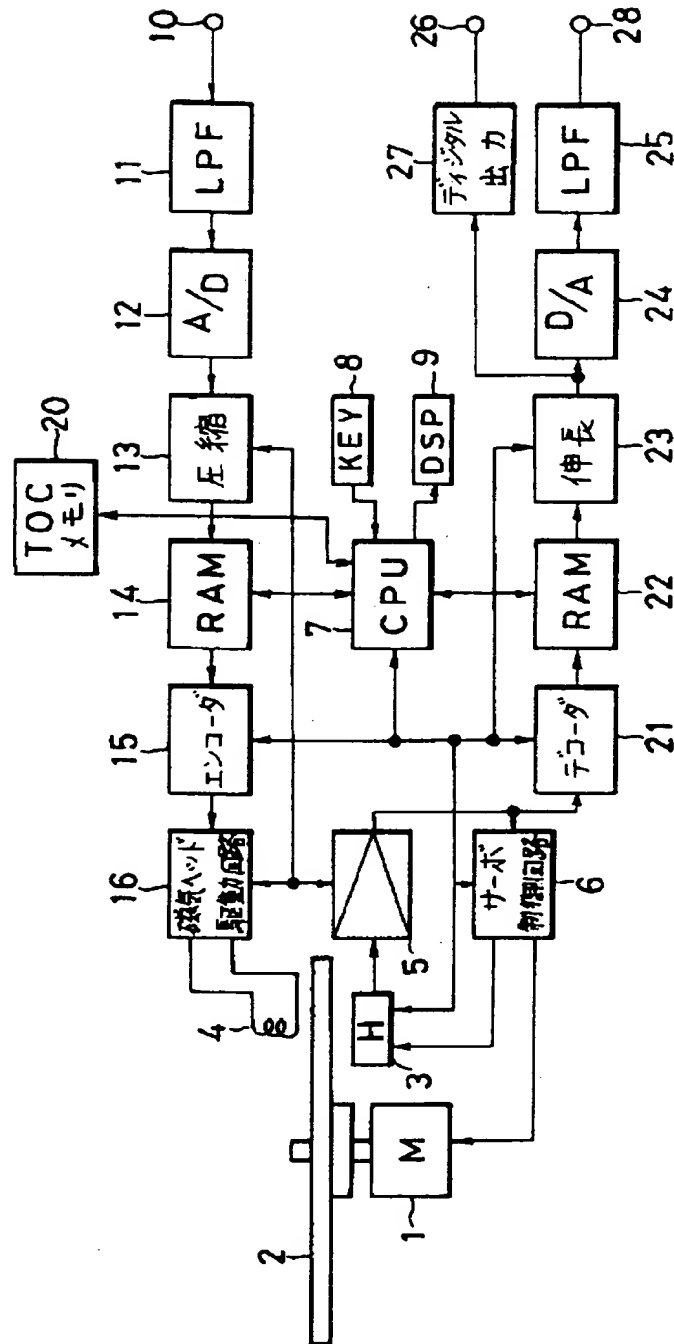 20
TOC
メモリ
16
15
14
13
12
11
10
磁気ヘッド
駆動回路
エンコーダ
RAM
圧縮
A/D
LPF
4
2
5
H
3
M
1
7
CPU
KEY
8
DSP
9
サーボ
制御回路
6
デコーダ
21
RAM
22
伸長
23
D/A
24
LPF
25
27
ディジタル
出力
26
28